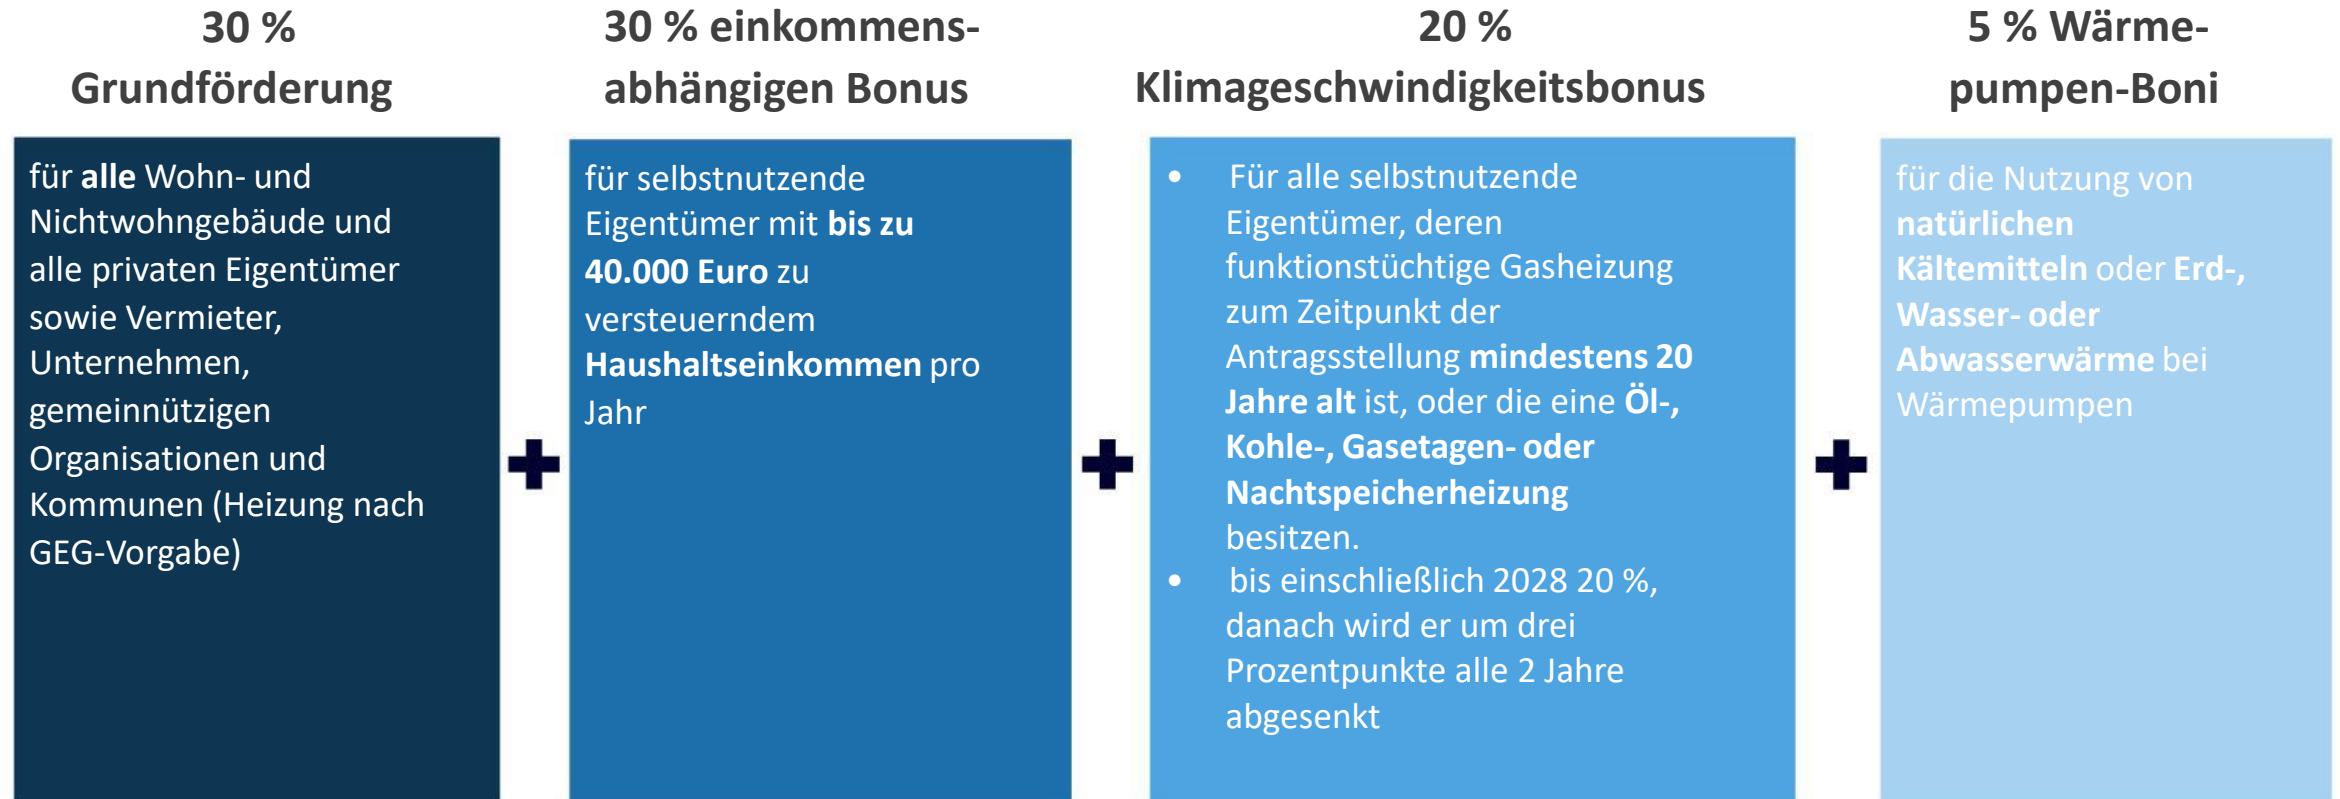 30 %
Grundförderung
für alle Wohn- und
Nichtwohngebäude und
alle privaten Eigentümer
sowie Vermieter,
Unternehmen,
gemeinnützigen
Organisationen und
Kommunen (Heizung nach
GEG-Vorgabe)
30 % einkommens-
abhängigen Bonus
für selbstnutzende
Eigentümer mit bis zu
40.000 Euro zu
versteuerndem
Haushaltseinkommen pro
Jahr
20 %
Klimageschwindigkeitsbonus
• Für alle selbstnutzende
Eigentümer, deren
funktionstüchtige Gasheizung
zum Zeitpunkt der
Antragsstellung mindestens 20
Jahre alt ist, oder die eine Öl-,
Kohle-, Gasetagen- oder
Nachtspeicherheizung
besitzen.
• bis einschließlich 2028 20 %,
danach wird er um drei
Prozentpunkte alle 2 Jahre
abgesenkt
5 % Wärme-
pumpen-Boni
für die Nutzung von
natürlichen
Kältemitteln oder Erd-,
Wasser- oder
Abwasserwärme bei
Wärmepumpen